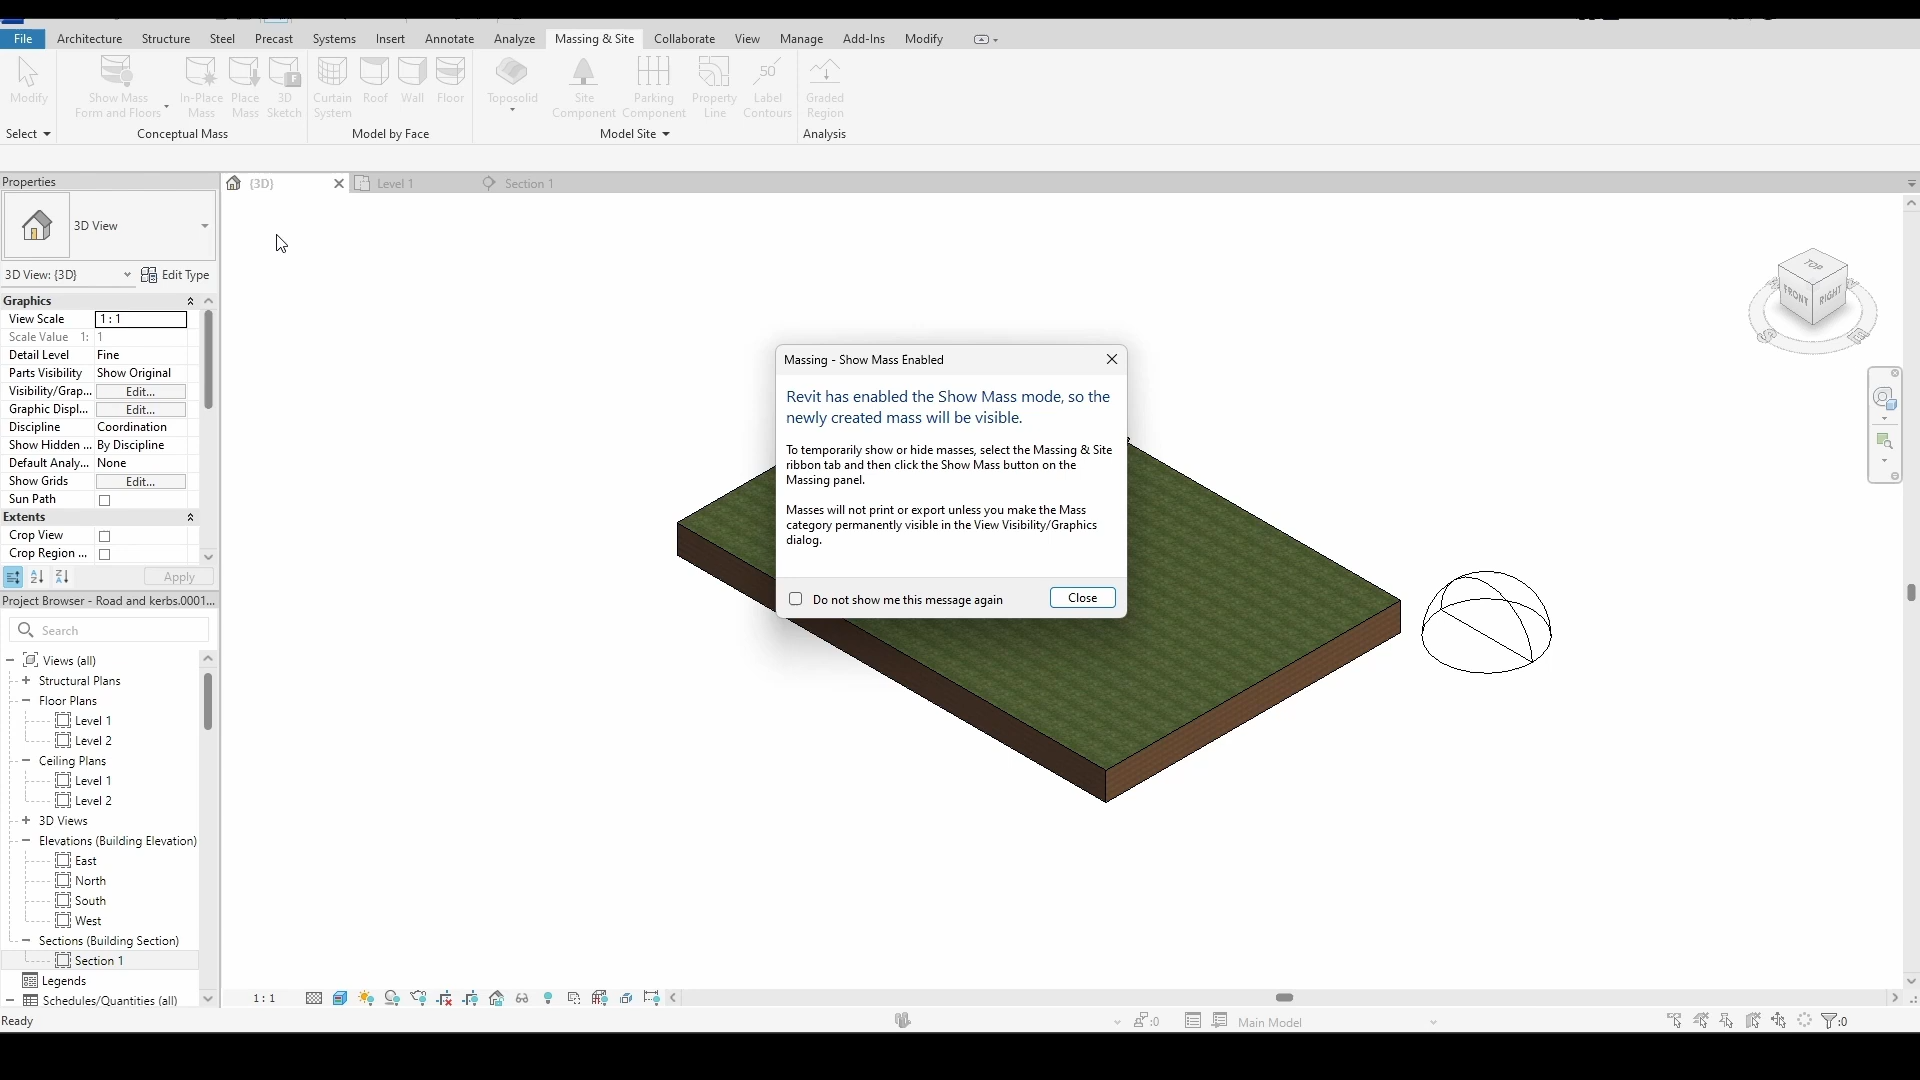 File Architecture Structure Steel Precast Systems Insert Annotate Analyze Massing & Site Collaborate View Manage Add-Ins Modify
Modify
Show Mass
Form and Floors
In-Place
Mass
Place
Mass
3D
Sketch
Curtain
System
Roof
Wall
Floor
Toposolid
Site
Component
Parking
Component
Property
Line
50
Label
Contours
Graded
Region
Select
Conceptual Mass
Model by Face
Model Site
Analysis
Properties
{3D}
Level 1
Section 1
3D View
3D View: {3D}
Edit Type
Graphics
View Scale 1 : 1
Scale Value 1: 1
Detail Level Fine
Parts Visibility Show Original
Visibility/Grap... Edit...
Graphic Displ... Edit...
Discipline Coordination
Show Hidden ... By Discipline
Default Analy... None
Show Grids Edit...
Sun Path
Extents
Crop View
Crop Region ...
Apply
Project Browser - Road and kerbs.0001...
Search
Views (all)
Structural Plans
Floor Plans
Level 1
Level 2
Ceiling Plans
Level 1
Level 2
3D Views
Elevations (Building Elevation)
East
North
South
West
Sections (Building Section)
Section 1
Legends
Schedules/Quantities (all)
TOP
FRONT
RIGHT
Massing - Show Mass Enabled
Revit has enabled the Show Mass mode, so the
newly created mass will be visible.
To temporarily show or hide masses, select the Massing & Site
ribbon tab and then click the Show Mass button on the
Massing panel.
Masses will not print or export unless you make the Mass
category permanently visible in the View Visibility/Graphics
dialog.
Do not show me this message again
Close
1 : 1
Ready
:0
Main Model
:0